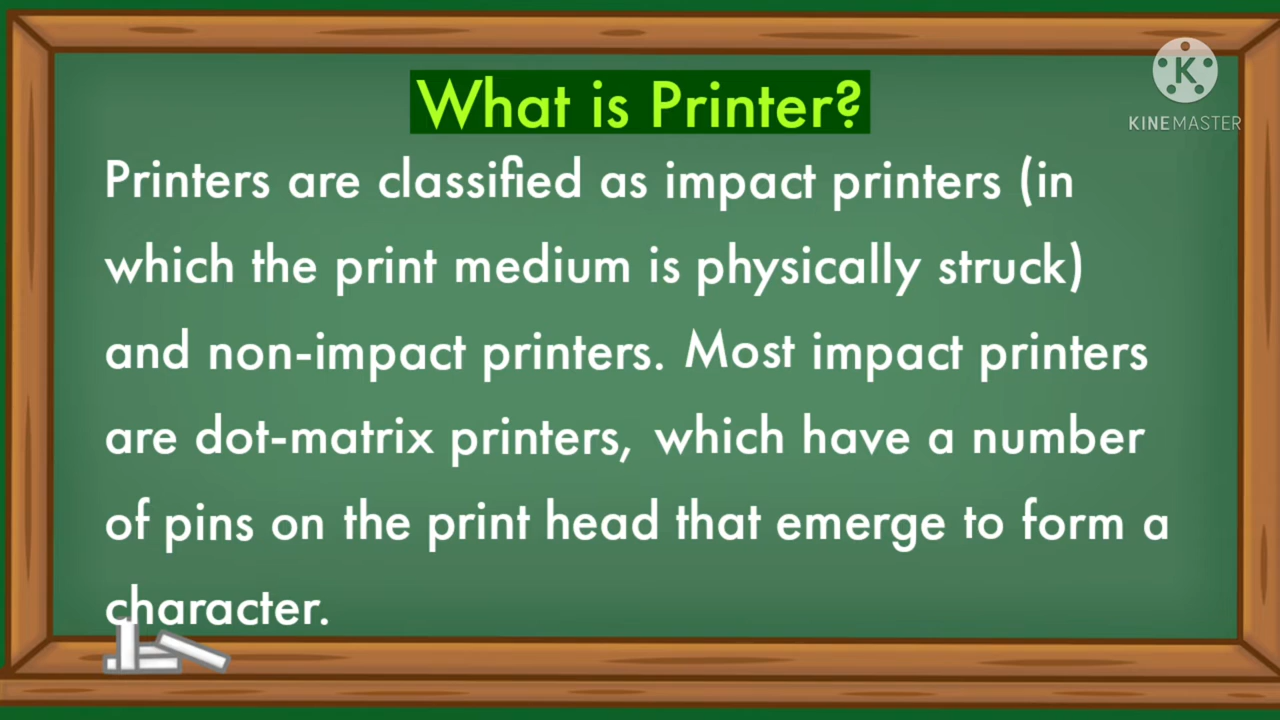 What is Printer?
K
KINEMASTER
Printers are classified as impact printers (in
which the print medium is physically struck)
and non-impact printers. Most impact printers
are dot-matrix printers, which have a number
of pins on the print head that emerge to form a
character.